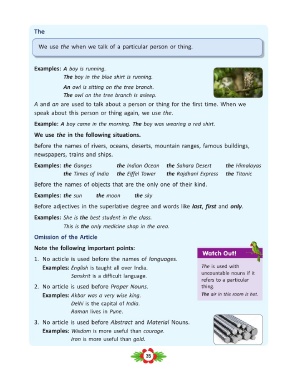 The
We use the when we talk of a particular person or thing.
Examples: A boy is running.
The boy in the blue shirt is running.
An owl is sitting on the tree branch.
The owl on the tree branch is asleep.
A and an are used to talk about a person or thing for the first time. When we
speak about this person or thing again, we use the.
Example: A boy came in the morning. The boy was wearing a red shirt.
We use the in the following situations.
Before the names of rivers, oceans, deserts, mountain ranges, famous buildings,
newspapers, trains and ships.
Examples: the Ganges the Indian Ocean the Sahara Desert the Himalayas
the Times of India the Eiffel Tower the Rajdhani Express the Titanic
Before the names of objects that are the only one of their kind.
Examples: the sun the moon the sky
Before adjectives in the superlative degree and words like last, first and only.
Examples: She is the best student in the class.
This is the only medicine shop in the area.
Omission of the Article
Note the following important points:
1. No article is used before the names of languages.
Examples: English is taught all over India.
Sanskrit is a difficult language.
2. No article is used before Proper Nouns.
Examples: Akbar was a very wise king.
Delhi is the capital of India.
Raman lives in Pune.
3. No article is used before Abstract and Material Nouns.
Examples: Wisdom is more useful than courage.
Iron is more useful than gold.
Watch Out!
The is used with
uncountable nouns if it
refers to a particular
thing.
The air in this room is hot.